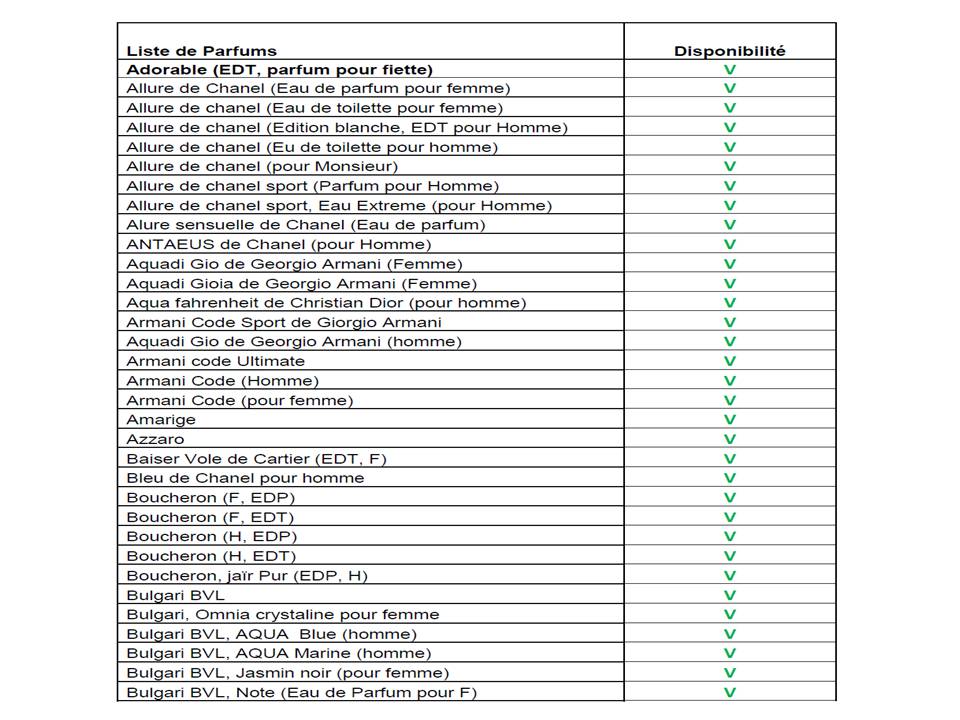 Liste de Parfums Disponibilité
Adorable (EDT, parfum pour fiette) V
Allure de Chanel (Eau de parfum pour femme) V
Allure de chanel (Eau de toilette pour femme) V
Allure de chanel (Edition blanche, EDT pour Homme) V
Allure de chanel (Eu de toilette pour homme) V
Allure de chanel (pour Monsieur) V
Allure de chanel sport (Parfum pour Homme) V
Allure de chanel sport, Eau Extreme (pour Homme) V
Alure sensuelle de Chanel (Eau de parfum) V
ANTAEUS de Chanel (pour Homme) V
Aquadi Gio de Georgio Armani (Femme) V
Aquadi Gioia de Georgio Armani (Femme) V
Aqua fahrenheit de Christian Dior (pour homme) V
Armani Code Sport de Giorgio Armani V
Aquadi Gio de Georgio Armani (homme) V
Armani code Ultimate V
Armani Code (Homme) V
Armani Code (pour femme) V
Amarige V
Azzaro V
Baiser Vole de Cartier (EDT, F) V
Bleu de Chanel pour homme V
Boucheron (F, EDP) V
Boucheron (F, EDT) V
Boucheron (H, EDP) V
Boucheron (H, EDT) V
Boucheron, jaïr Pur (EDP, H) V
Bulgari BVL V
Bulgari, Omnia crystaline pour femme V
Bulgari BVL, AQUA  Blue (homme) V
Bulgari BVL, AQUA Marine (homme) V
Bulgari BVL, Jasmin noir (pour femme) V
Bulgari BVL, Note (Eau de Parfum pour F) V